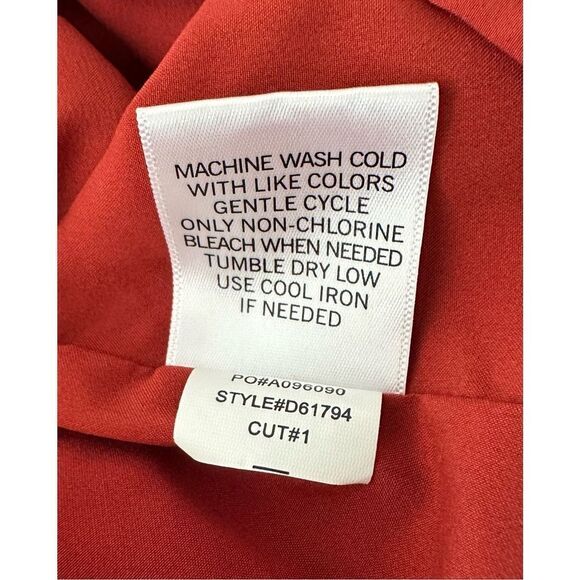 MACHINE WASH COLD
WITH LIKE COLORS
GENTLE CYCLE
ONLY NON-CHLORINE
BLEACH WHEN NEEDED
TUMBLE DRY LOW
USE COOL IRON
IF NEEDED
PO#A096090
STYLE#D61794
CUT#1